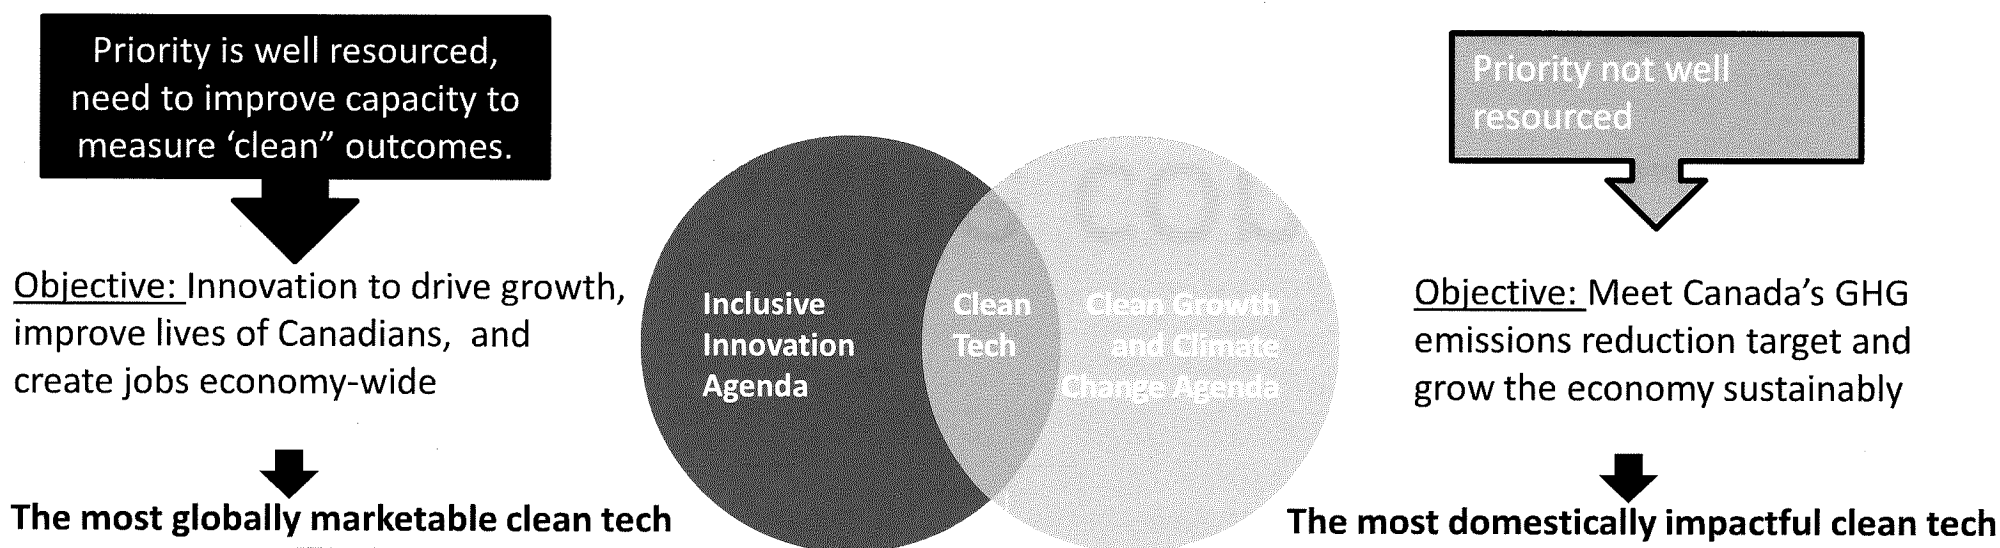 Priority is well resourced,
need to improve capacity to
measure ‘clean” outcomes.
Objective: Innovation to drive growth,
improve lives of Canadians, and
create jobs economy-wide
The most globally marketable clean tech
Inclusive
Innovation
Agenda
Clean
Tech
Clean Growth
and Climate
Change Agenda
Priority not well
resourced
Objective: Meet Canada’s GHG
emissions reduction target and
grow the economy sustainably
The most domestically impactful clean tech